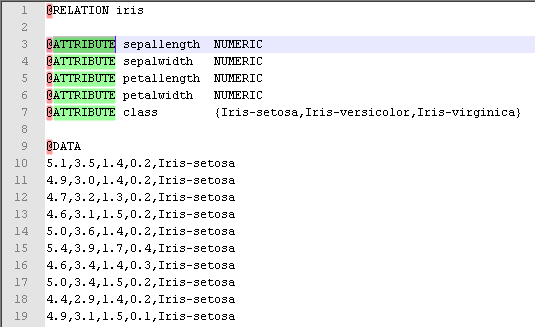 1 @RELATION iris
2
3 @ATTRIBUTE sepallength NUMERIC
4 @ATTRIBUTE sepalwidth NUMERIC
5 @ATTRIBUTE petallength NUMERIC
6 @ATTRIBUTE petalwidth NUMERIC
7 @ATTRIBUTE class {Iris-setosa,Iris-versicolor,Iris-virginica}
8
9 @DATA
10 5.1,3.5,1.4,0.2,Iris-setosa
11 4.9,3.0,1.4,0.2,Iris-setosa
12 4.7,3.2,1.3,0.2,Iris-setosa
13 4.6,3.1,1.5,0.2,Iris-setosa
14 5.0,3.6,1.4,0.2,Iris-setosa
15 5.4,3.9,1.7,0.4,Iris-setosa
16 4.6,3.4,1.4,0.3,Iris-setosa
17 5.0,3.4,1.5,0.2,Iris-setosa
18 4.4,2.9,1.4,0.2,Iris-setosa
19 4.9,3.1,1.5,0.1,Iris-setosa